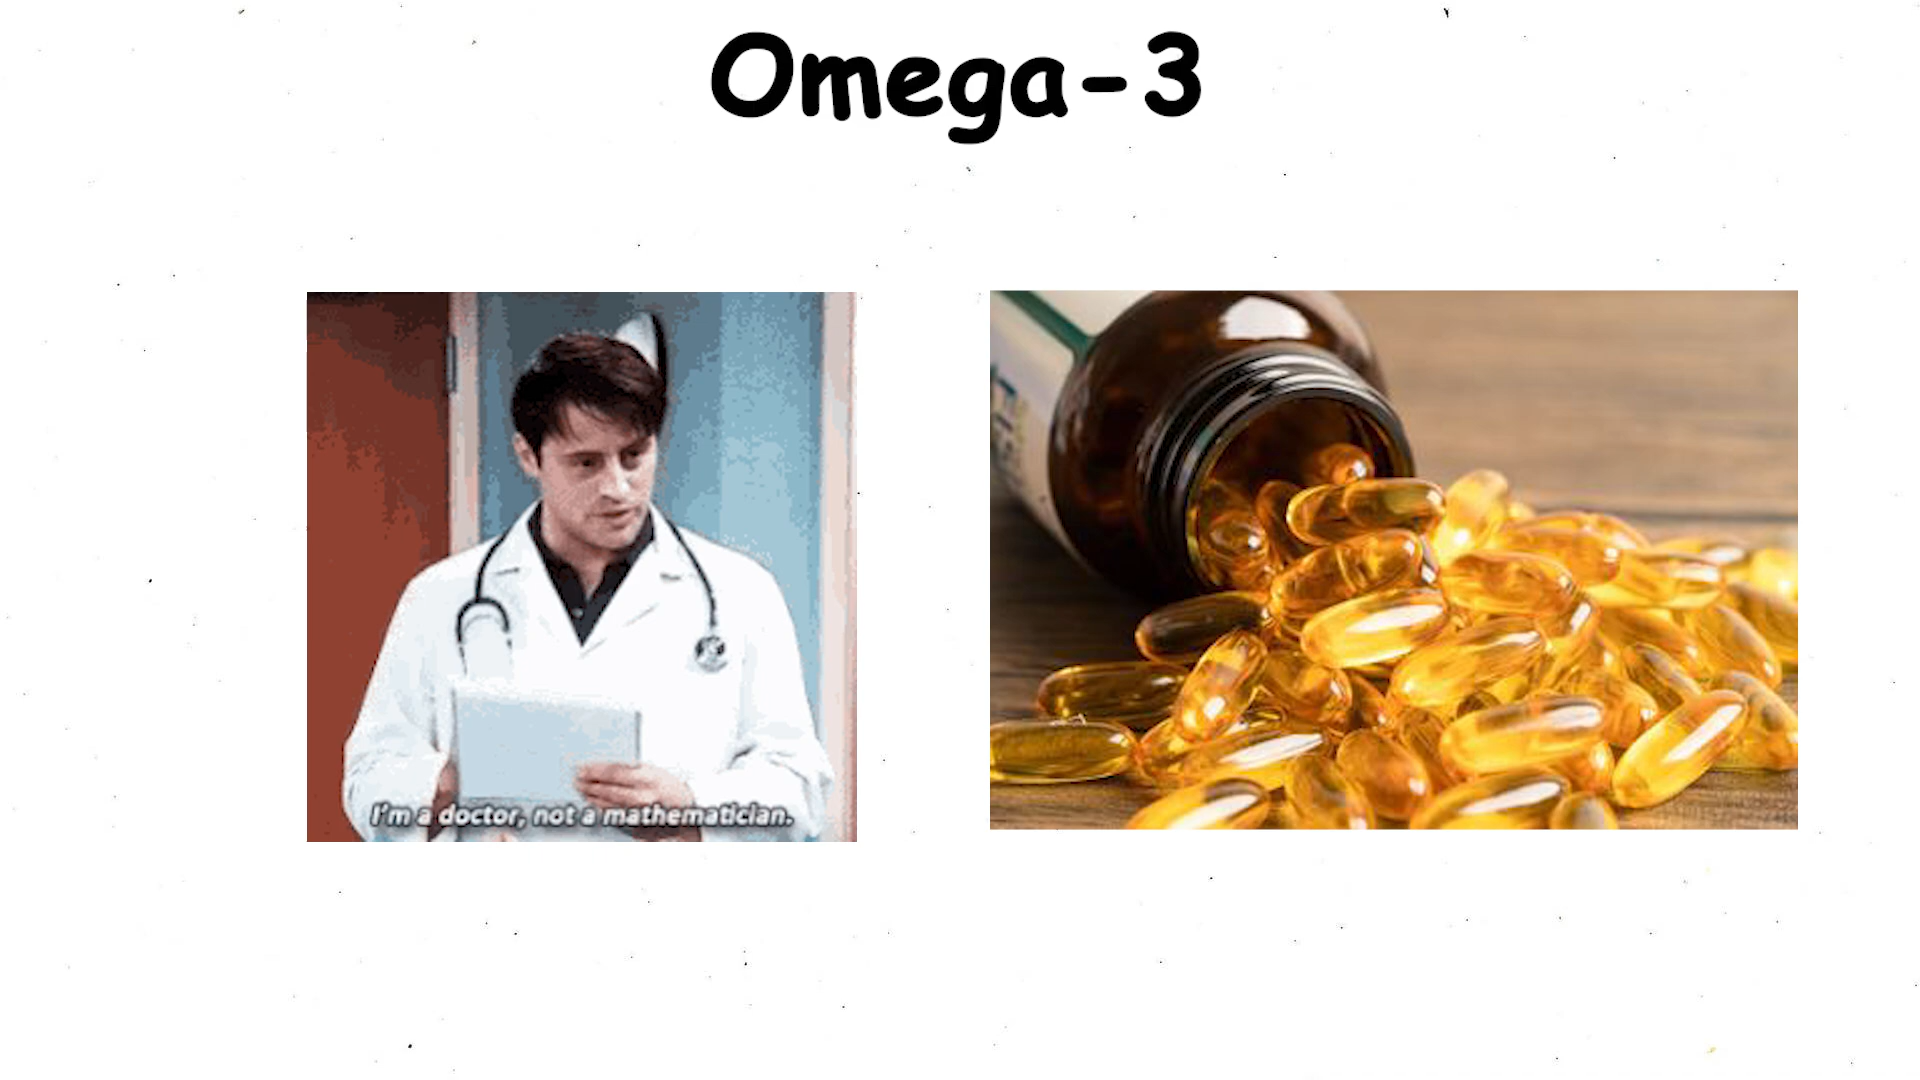 Omega-3
I'm a doctor, not a mathematician.